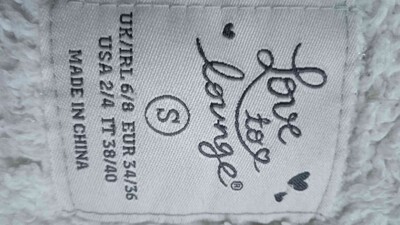 love
to
lounge®
S
UK/IRL 6/8 EUR 34/36
USA 2/4 IT 38/40
MADE IN CHINA